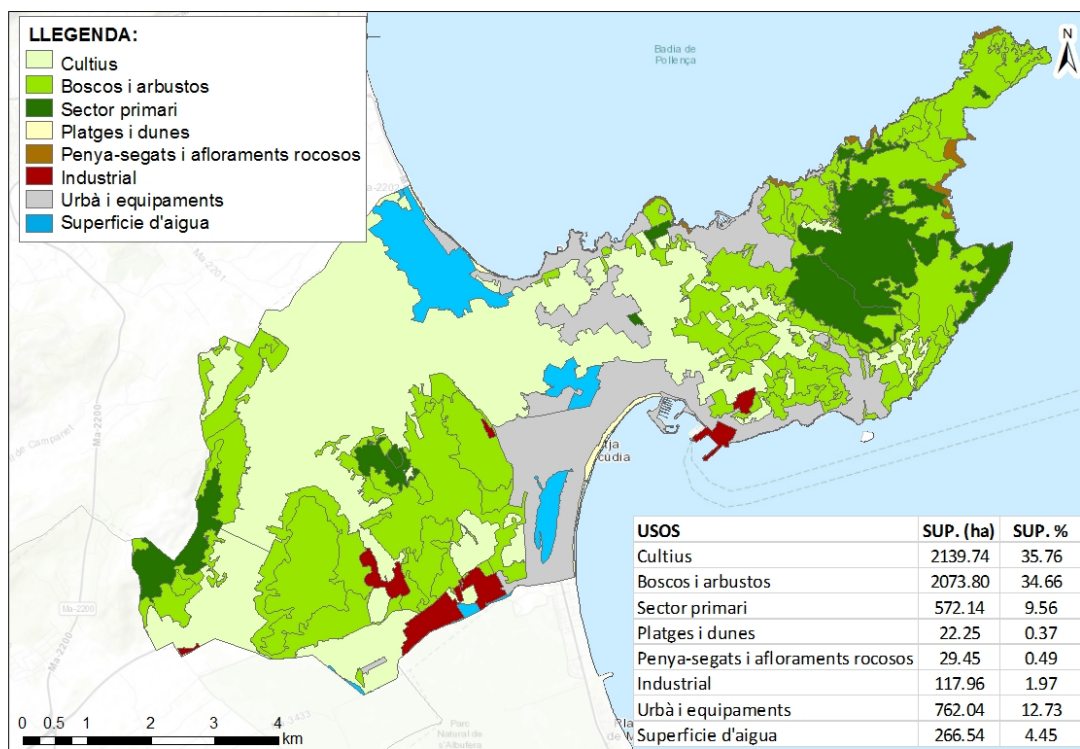 LLEGENDA:
Cultius
Boscos i arbustos
Sector primari
Platges i dunes
Penya-segats i afloraments rocosos
Industrial
Urbà i equipaments
Superficie d'aigua
Badia de
Pollença
N
Ma-2201
Ma-2200
Ma-2200
de Campanet
cúdia
Parc
Natural de
s'Albufera
0 0.5 1 2 3 4
km
USOS SUP. (ha) SUP. %
Cultius 2139.74 35.76
Boscos i arbustos 2073.80 34.66
Sector primari 572.14 9.56
Platges i dunes 22.25 0.37
Penya-segats i afloraments rocosos 29.45 0.49
Industrial 117.96 1.97
Urbà i equipaments 762.04 12.73
Superficie d'aigua 266.54 4.45